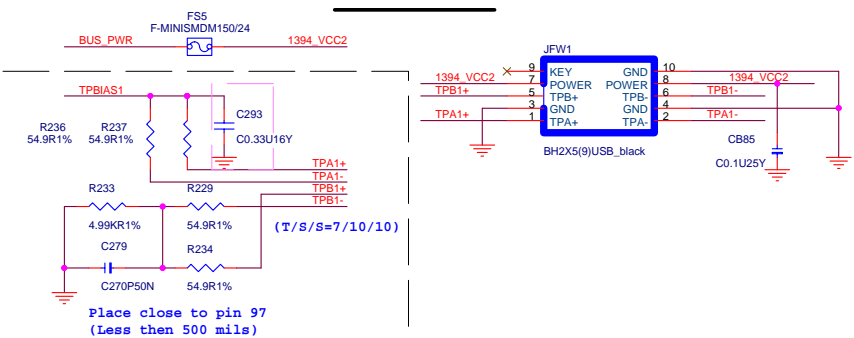 FS5
F-MINISMDM150/24
BUS_PWR
1394_VCC2
TPBIAS1
R236
54.9R1%
R237
54.9R1%
C293
C0.33U16Y
TPA1+
TPA1-
TPB1+
TPB1-
R233
4.99KR1%
R229
54.9R1%
(T/S/S=7/10/10)
C279
C270P50N
R234
54.9R1%
Place close to pin 97
(Less then 500 mils)
JFW1
9 KEY GND 10
1394_VCC2 7 POWER POWER 8 1394_VCC2
TPB1+ 5 TPB+ TPB- 6 TPB1-
3 GND GND 4
TPA1+ 1 TPA+ TPA- 2 TPA1-
BH2X5(9)USB_black
CB85
C0.1U25Y